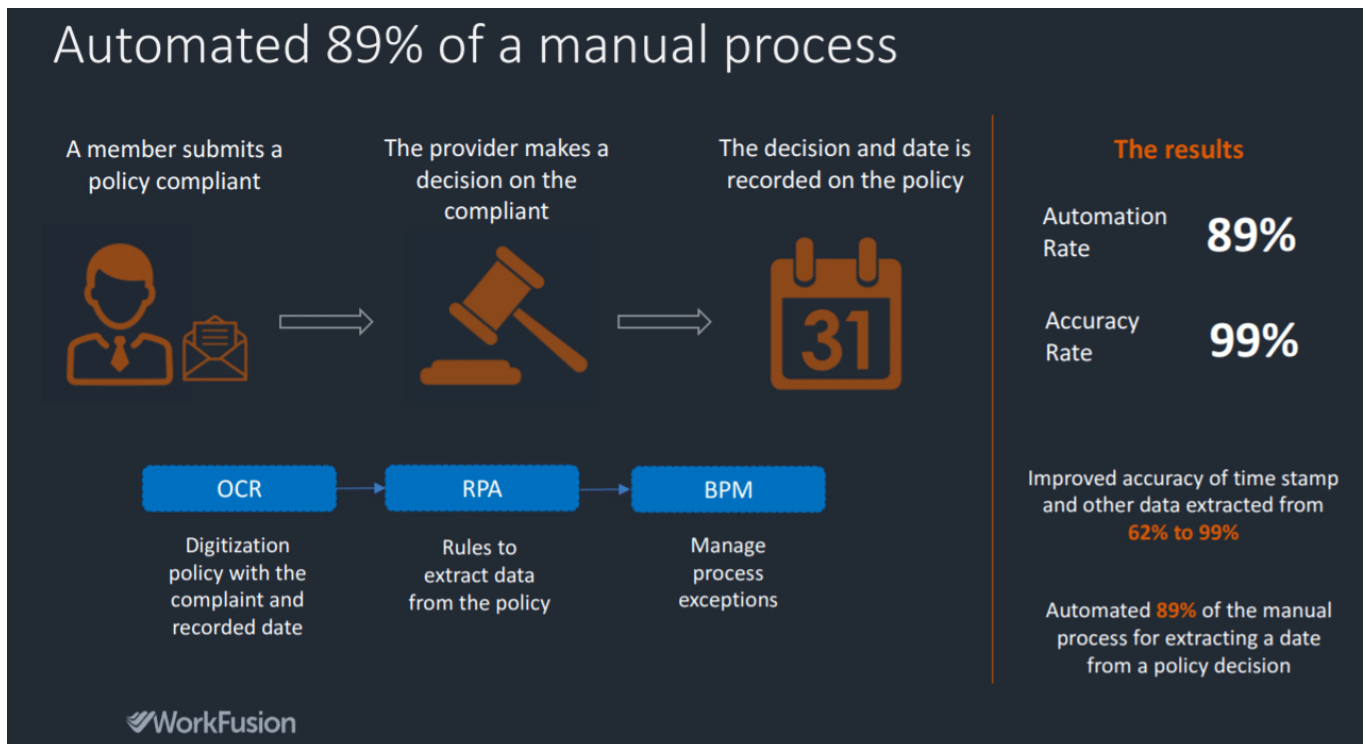 Automated 89% of a manual process
A member submits a
policy compliant
The provider makes a
decision on the
compliant
The decision and date is
recorded on the policy
31
OCR
RPA
BPM
Digitization
policy with the
complaint and
recorded date
Rules to
extract data
from the policy
Manage
process
exceptions
The results
Automation
Rate
89%
Accuracy
Rate
99%
Improved accuracy of time stamp
and other data extracted from
62% to 99%
Automated 89% of the manual
process for extracting a date
from a policy decision
WorkFusion